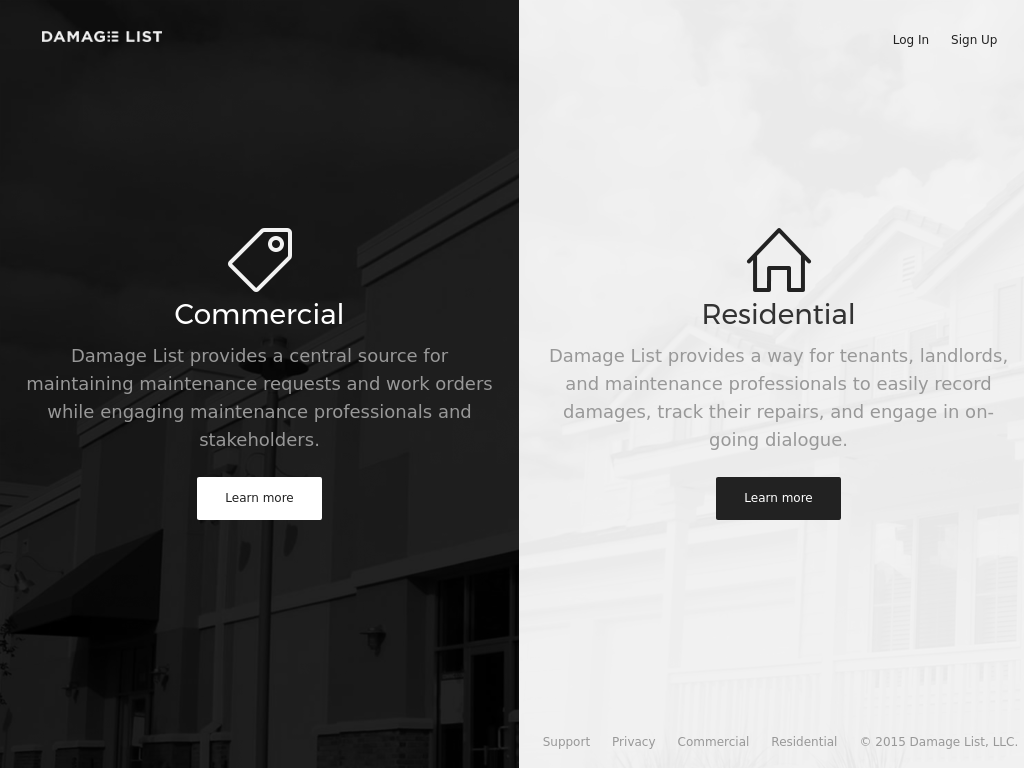 DAMAGE LIST
Log In Sign Up
Commercial
Damage List provides a central source for
maintaining maintenance requests and work orders
while engaging maintenance professionals and
stakeholders.
Learn more
Residential
Damage List provides a way for tenants, landlords,
and maintenance professionals to easily record
damages, track their repairs, and engage in on-
going dialogue.
Learn more
Support Privacy Commercial Residential © 2015 Damage List, LLC.